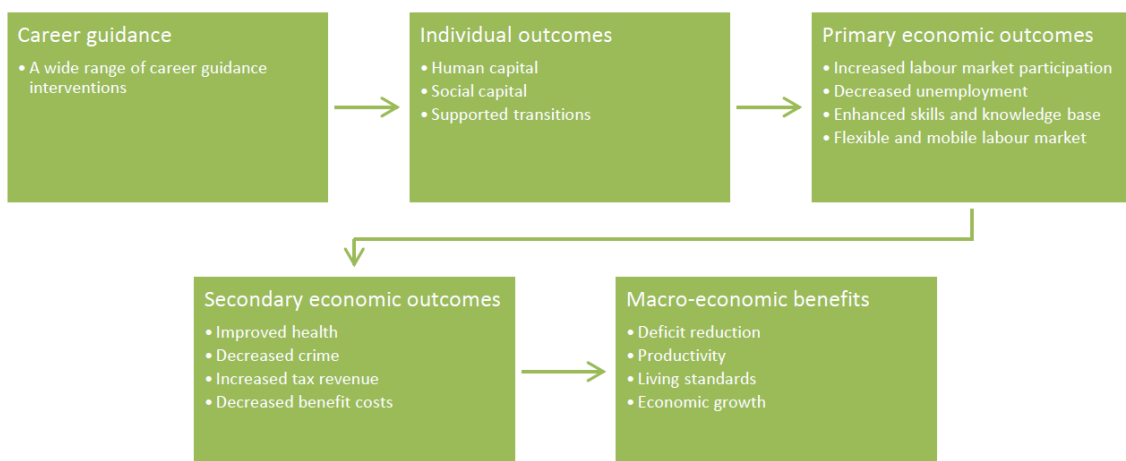 Career guidance
• A wide range of career guidance
interventions
Individual outcomes
• Human capital
• Social capital
• Supported transitions
Primary economic outcomes
• Increased labour market participation
• Decreased unemployment
• Enhanced skills and knowledge base
• Flexible and mobile labour market
Secondary economic outcomes
• Improved health
• Decreased crime
• Increased tax revenue
• Decreased benefit costs
Macro-economic benefits
• Deficit reduction
• Productivity
• Living standards
• Economic growth